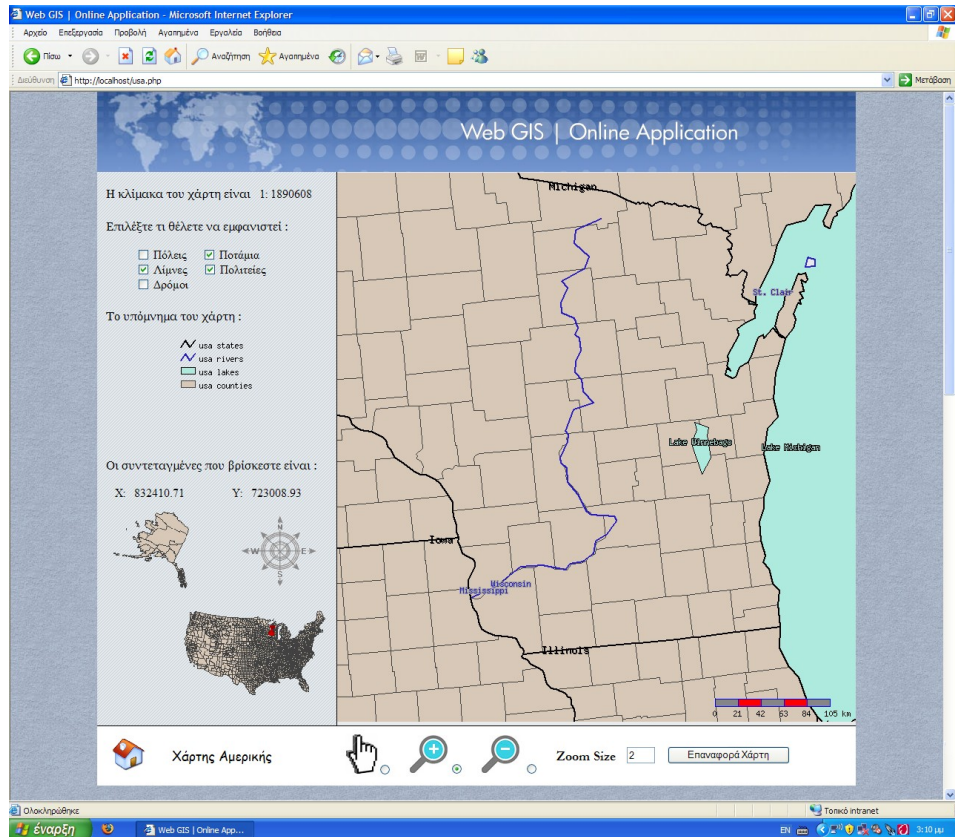 Web GIS | Online Application - Microsoft Internet Explorer
Αρχείο Επεξεργασία Προβολή Αγαπημένα Εργαλεία Βοήθεια
Πίσω Αναζήτηση Αγαπημένα
Διεύθυνση http://localhost/usa.php Μετάβαση
Web GIS | Online Application
Η κλίμακα του χάρτη είναι 1: 1890608
Επιλέξτε τι θέλετε να εμφανιστεί :
Πόλεις Ποτάμια
Λίμνες Πολιτείες
Δρόμοι
Το υπόμνημα του χάρτη :
usa states
usa rivers
usa lakes
usa counties
Οι συντεταγμένες που βρίσκεστε είναι :
X: 832410.71 Y: 723008.93
N
W E
S
Michigan
St. Clair
Lake Winnebago
Lake Michigan
Iowa
Wisconsin
Mississippi
Illinois
0 21 42 63 84 105 km
Χάρτης Αμερικής
Zoom Size 2
Επαναφορά Χάρτη
Ολοκληρώθηκε Τοπικό intranet
έναρξη Web GIS | Online App... EN 3:10 μμ